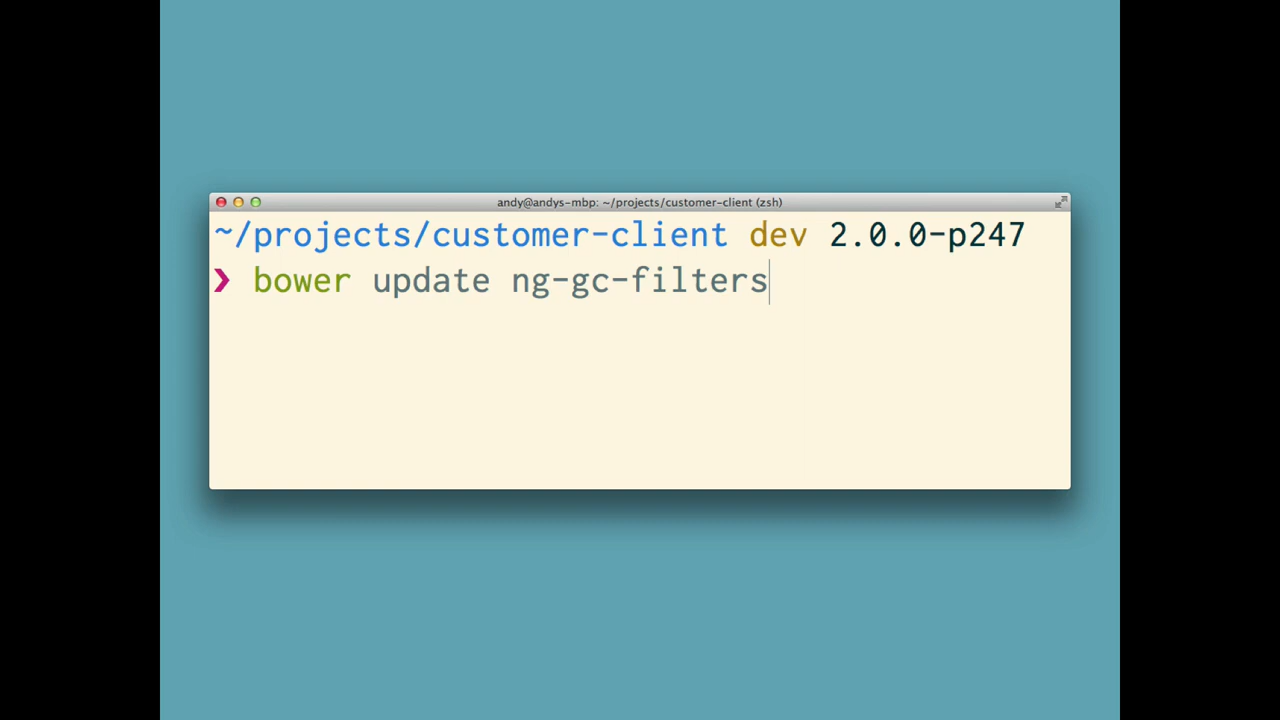 andy@andys-mbp: ~/projects/customer-client (zsh)
~/projects/customer-client dev 2.0.0-p247
❯ bower update ng-gc-filters